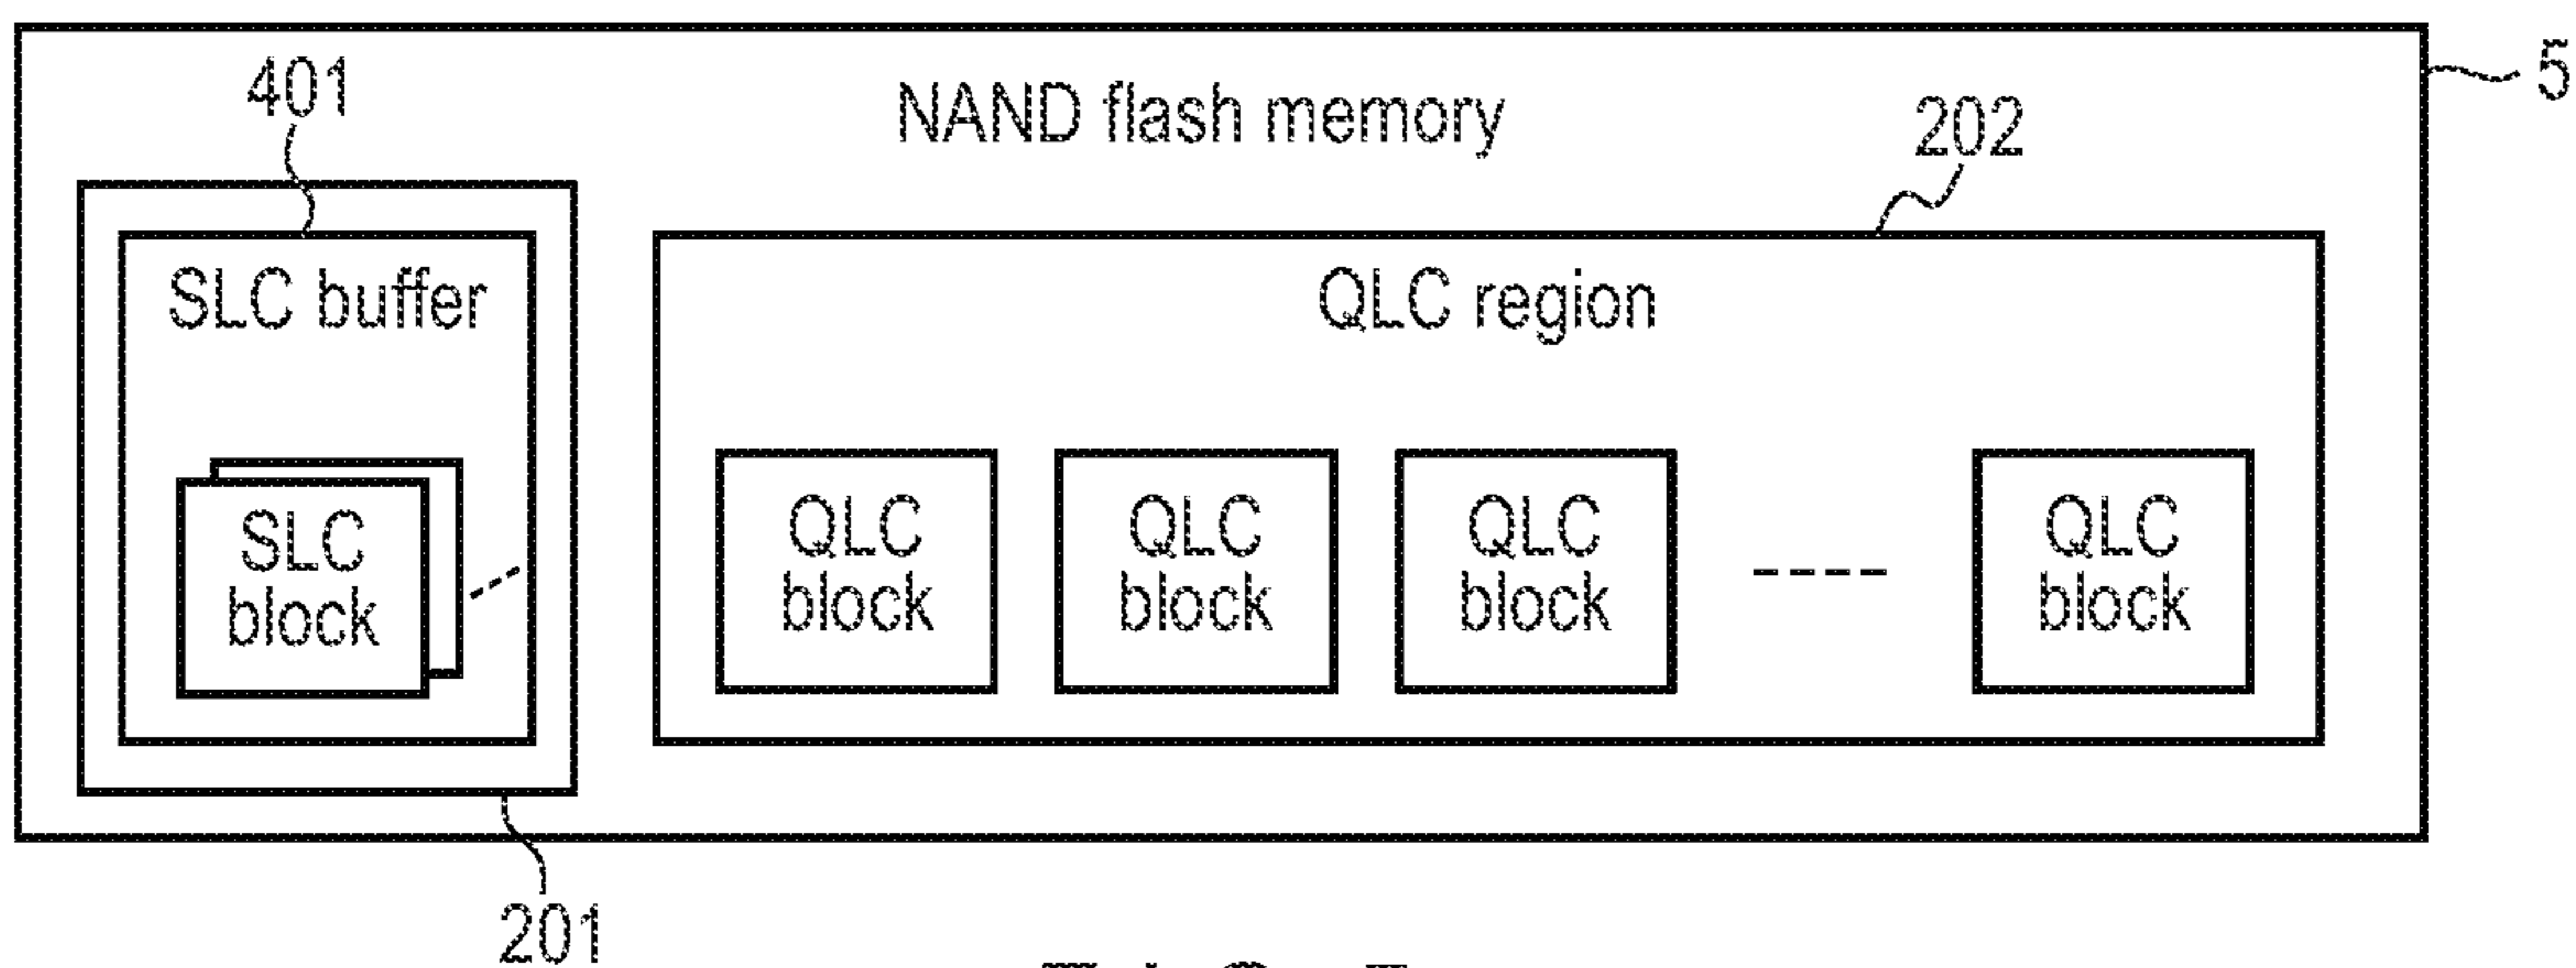 5
NAND flash memory
401
202
SLC buffer
QLC region
SLC
block
QLC
block
QLC
block
QLC
block
QLC
block
201